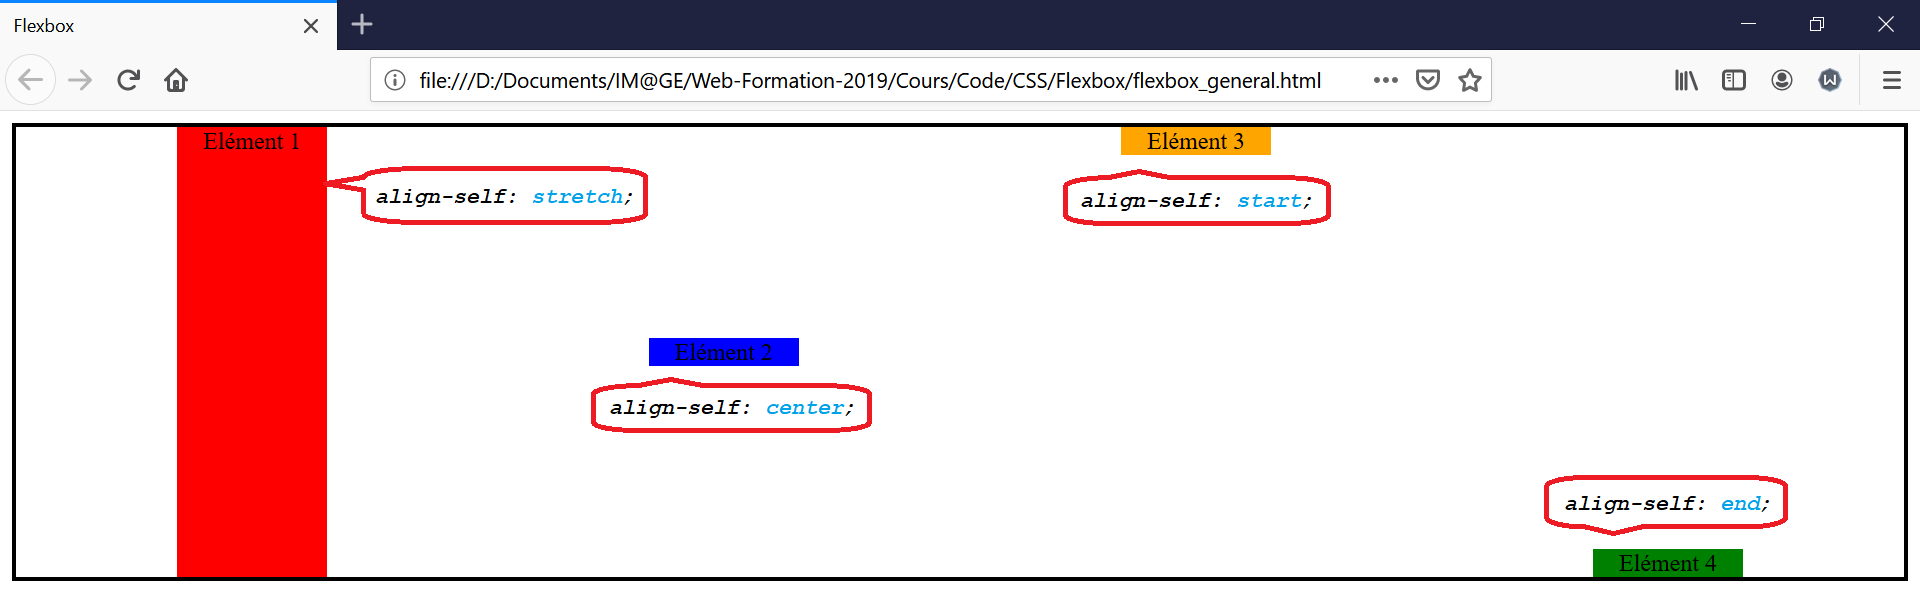 Flexbox
file:///D:/Documents/IM@GE/Web-Formation-2019/Cours/Code/CSS/Flexbox/flexbox_general.html
Elément 1
Elément 3
align-self: stretch;
align-self: start;
Elément 2
align-self: center;
align-self: end;
Elément 4